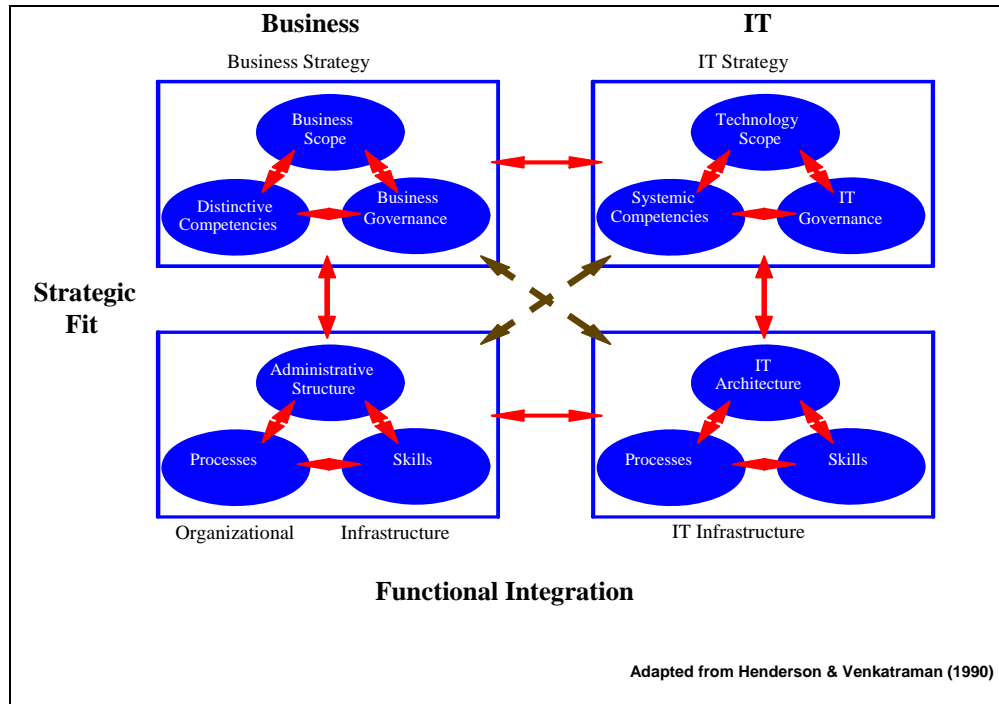 Business
IT
Business Strategy
IT Strategy
Business
Scope
Distinctive
Competencies
Business
Governance
Technology
Scope
Systemic
Competencies
IT
Governance
Strategic
Fit
Administrative
Structure
Processes
Skills
IT
Architecture
Processes
Skills
Organizational Infrastructure
IT Infrastructure
Functional Integration
Adapted from Henderson & Venkatraman (1990)